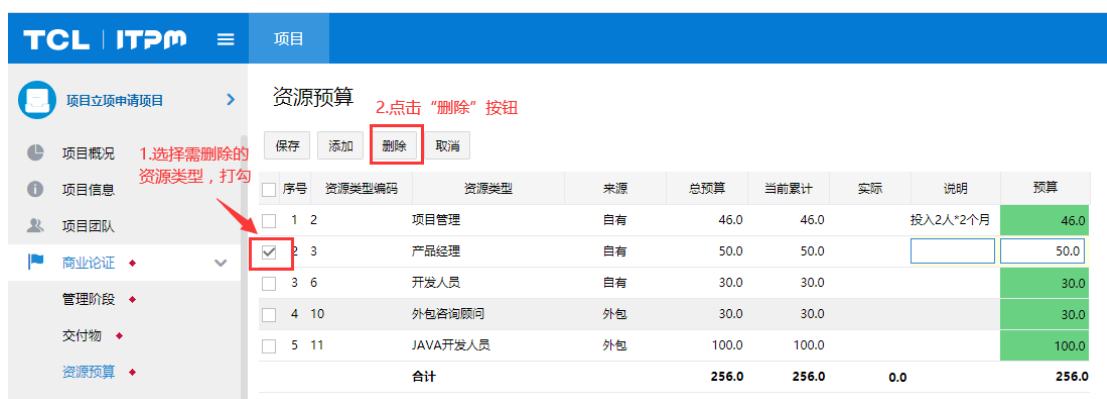 TCL ITPM 项目
项目立项申请项目
资源预算
2.点击“删除”按钮
保存 添加 删除 取消
项目概况
项目信息
项目团队
商业论证
管理阶段
交付物
资源预算
1.选择需删除的
资源类型，打勾
序号 资源类型编码 资源类型 来源 总预算 当前累计 实际 说明 预算
1 2 项目管理 自有 46.0 46.0 投入2人*2个月 46.0
2 3 产品经理 自有 50.0 50.0 50.0
3 6 开发人员 自有 30.0 30.0 30.0
4 10 外包咨询顾问 外包 30.0 30.0 30.0
5 11 JAVA开发人员 外包 100.0 100.0 100.0
合计 256.0 256.0 0.0 256.0